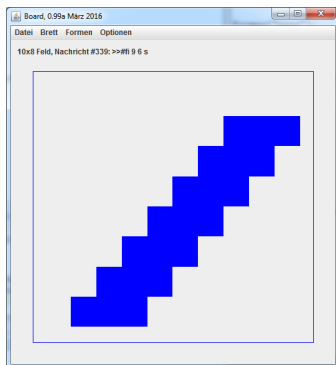 Board, 0.99a März 2016
Datei Brett Formen Optionen
10x8 Feld, Nachricht #339: >>#fi 9 6 s